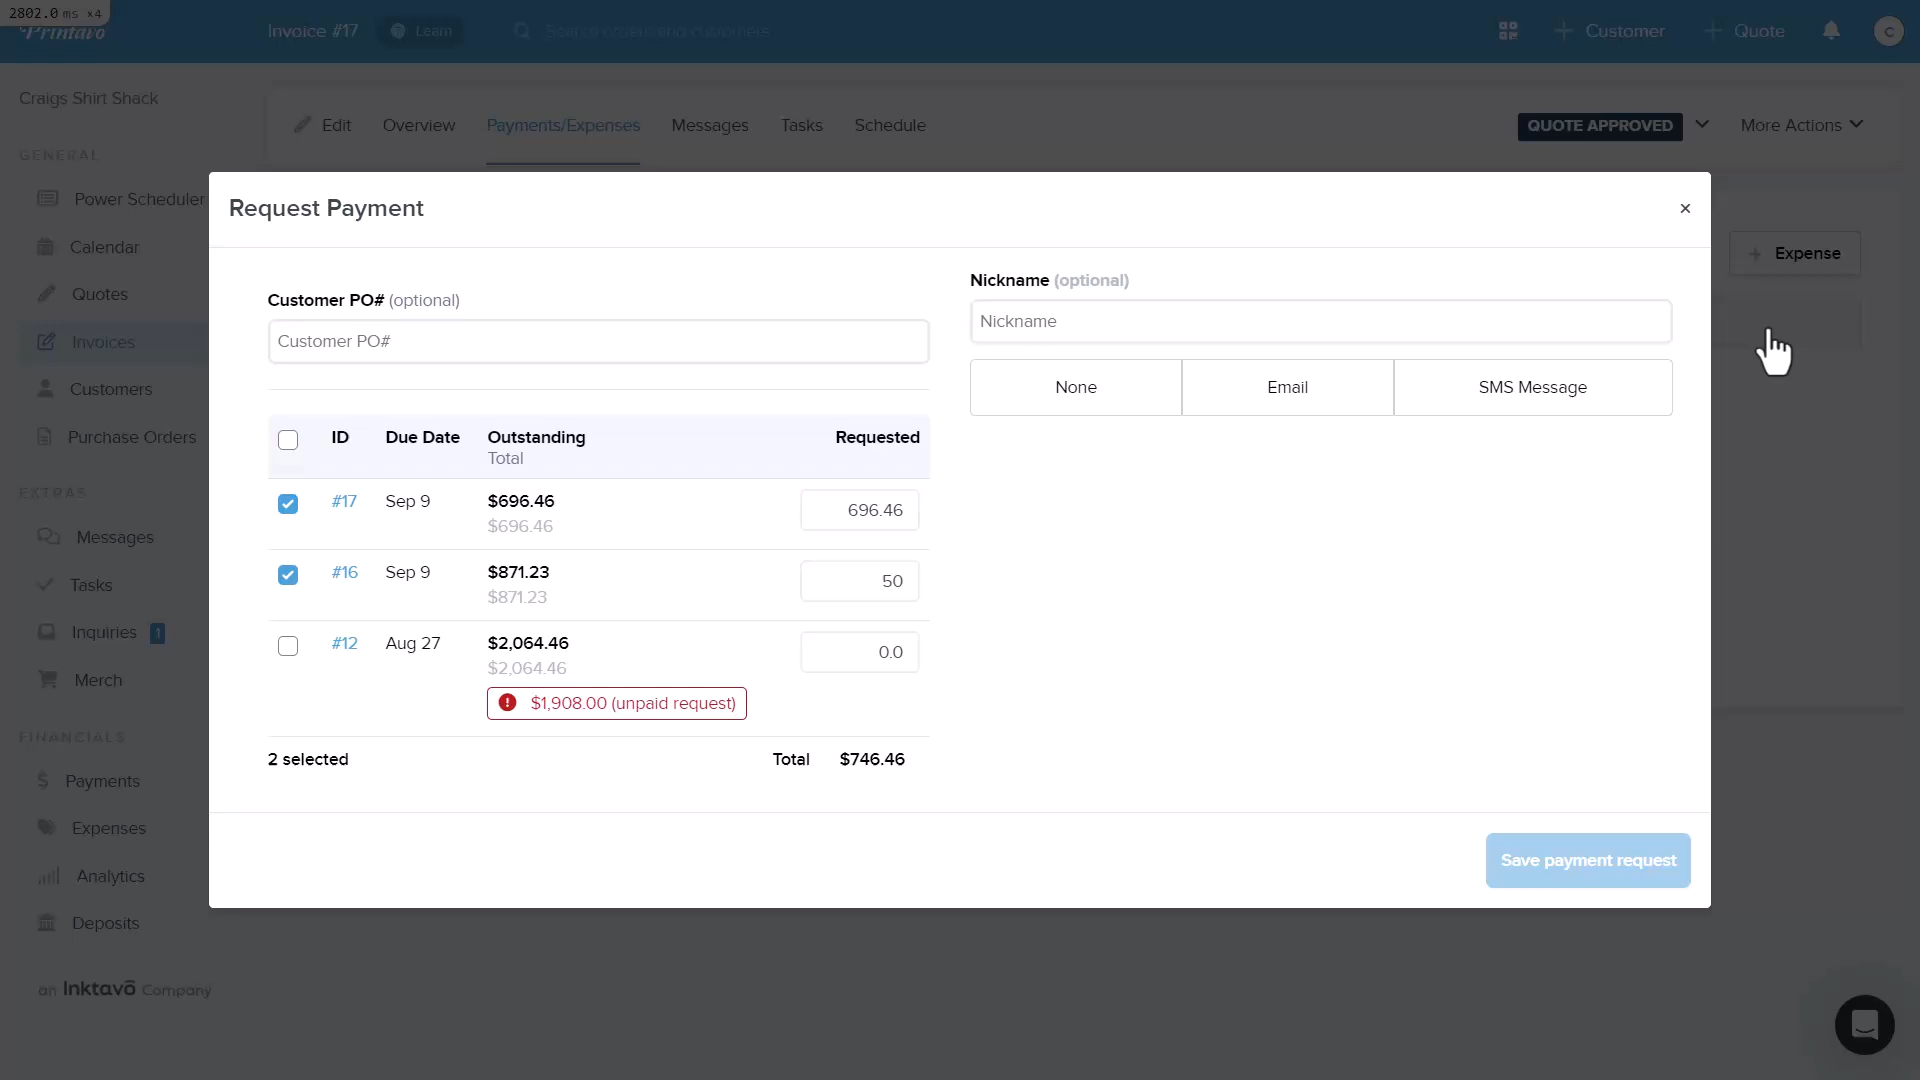 2802.0 ms ×4
Printavo
Invoice #17
Learn
Search orders and customers
Customer
Quote
C
Craigs Shirt Shack
Edit
Overview
Payments/Expenses
Messages
Tasks
Schedule
QUOTE APPROVED
More Actions
GENERAL
Power Scheduler
Calendar
Quotes
Invoices
Customers
Purchase Orders
EXTRAS
Messages
Tasks
Inquiries 1
Merch
FINANCIALS
Payments
Expenses
Analytics
Deposits
an Inktavo Company
Expense
Request Payment
×
Customer PO# (optional)
Customer PO#
ID Due Date Outstanding Requested
Total
#17 Sep 9 $696.46 696.46
$696.46
#16 Sep 9 $871.23 50
$871.23
#12 Aug 27 $2,064.46 0.0
$2,064.46
$1,908.00 (unpaid request)
2 selected Total $746.46
Nickname (optional)
Nickname
None Email SMS Message
Save payment request